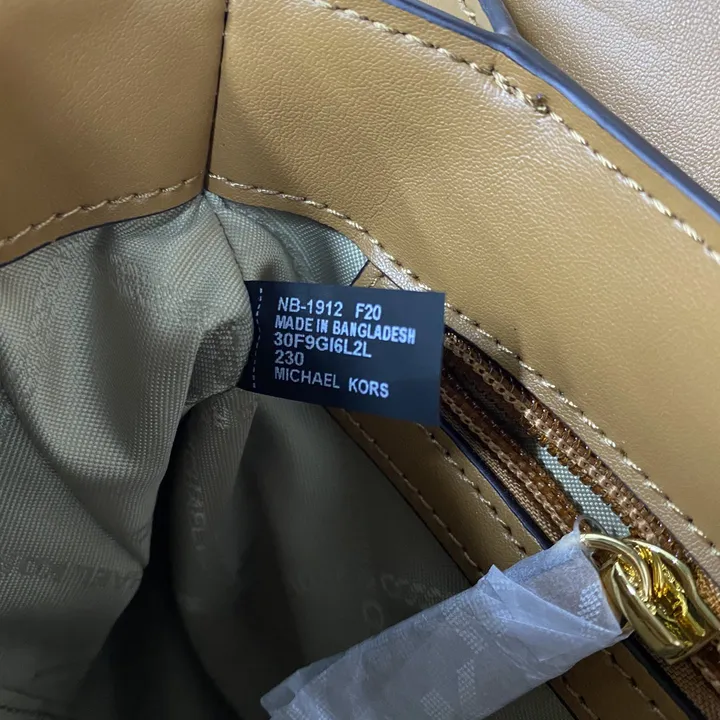 NB-1912 F20
MADE IN BANGLADESH
30F9GI6L2L
230
MICHAEL KORS